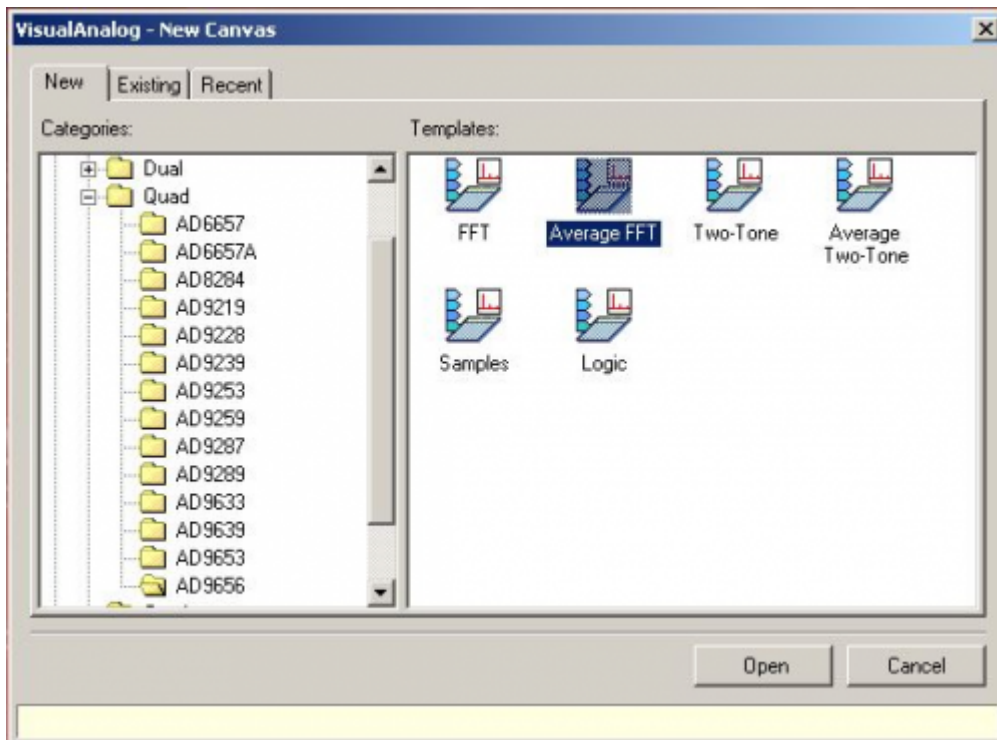 VisualAnalog - New Canvas
New
Existing
Recent
Categories:
Templates:
Dual
Quad
AD6657
AD6657A
AD8284
AD9219
AD9228
AD9239
AD9253
AD9259
AD9287
AD9289
AD9633
AD9639
AD9653
AD9656
FFT
Average FFT
Two-Tone
Average
Two-Tone
Samples
Logic
Open
Cancel